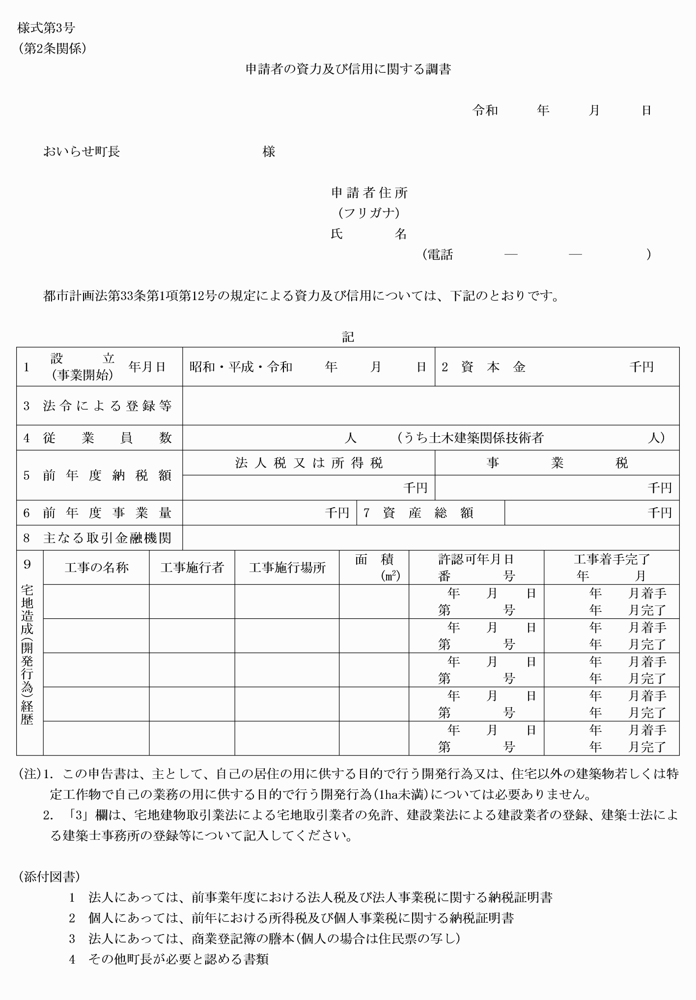 様式第3号
（第2条関係）
申請者の資力及び信用に関する調書
令和　　　年　　　月　　　日
おいらせ町長　　　　　　　　　　　様
申請者住所
（フリガナ）
氏　　　　名
（電話　　　　―　　　　―　　　　　）
都市計画法第33条第1項第12号の規定による資力及び信用については、下記のとおりです。
記
1　設　　　立　年月日　昭和・平成・令和　　年　　月　　日　2　資　本　金　　　　千円
（事業開始）
3　法令による登録等
4　従　業　員　数　　　　人　　（うち土木建築関係技術者　　　　人）
5　前年度納税額　法人税又は所得税　事　業　税
千円　千円
6　前年度事業量　千円　7　資　産　総　額　千円
8　主なる取引金融機関
9　宅地造成（開発行為）経歴
工事の名称　工事施行者　工事施行場所　面　積　許認可年月日　工事着手完了
（m²）　番　　　号　年　　　月
年　　月　　日　年　　月着手
第　　　　号　年　　月完了
年　　月　　日　年　　月着手
第　　　　号　年　　月完了
年　　月　　日　年　　月着手
第　　　　号　年　　月完了
年　　月　　日　年　　月着手
第　　　　号　年　　月完了
年　　月　　日　年　　月着手
第　　　　号　年　　月完了
（注）1．この申告書は、主として、自己の居住の用に供する目的で行う開発行為又は、住宅以外の建築物若しくは特
定工作物で自己の業務の用に供する目的で行う開発行為（1ha未満）については必要ありません。
2．「3」欄は、宅地建物取引業法による宅地取引業者の免許、建設業法による建設業者の登録、建築士法によ
る建築士事務所の登録等について記入してください。
（添付図書）
1　法人にあっては、前事業年度における法人税及び法人事業税に関する納税証明書
2　個人にあっては、前年における所得税及び個人事業税に関する納税証明書
3　法人にあっては、商業登記簿の謄本（個人の場合は住民票の写し）
4　その他町長が必要と認める書類